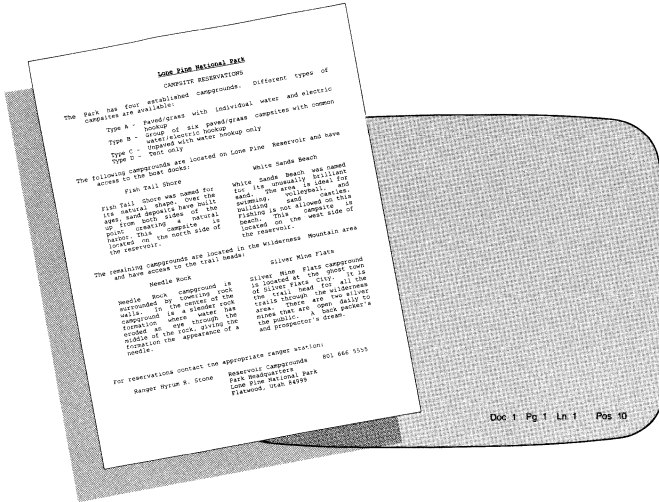 Lone Pine National Park
CAMPSITE RESERVATIONS
The Park has four established campgrounds. Different types of
campsites are available:
Type A - Paved/grass with individual water and electric
hookup
Type B - Group of six paved/grass campsites with common
water/electric hookup
Type C - Unpaved with water hookup only
Type D - Tent only
The following campgrounds are located on Lone Pine Reservoir and have
access to the boat docks:
Fish Tail Shore
Fish Tail Shore was named for
its natural shape. Over the
ages, sand deposits have built
up from both sides of the
point creating a natural
harbor. This campsite is
located on the north side of
the reservoir.
White Sands Beach
White Sands Beach was named
for its unusually brilliant
sand. The area is ideal for
swimming, volleyball, and
building sand castles.
Fishing is not allowed on this
beach. This campsite is
located on the west side of
the reservoir.
The remaining campgrounds are located in the Wilderness Mountain area
and have access to the trail heads:
Needle Rock
Needle Rock campground is
surrounded by towering rock
walls. In the center of the
campground is a slender rock
formation where water has
eroded an eye through the
middle of the rock, giving the
formation the appearance of a
needle.
Silver Mine Flats
Silver Mine Flats campground
is located at the ghost town
of Silver Flats City. It is
the trail head for all the
trails through the wilderness
area. There are two silver
mines that are open daily to
the public. A back packer's
and prospector's dream.
For reservations contact the appropriate ranger station:
Ranger Hyrum B. Stone Reservoir Campgrounds 801 666 5555
Park Headquarters
Lone Pine National Park
Flatwood, Utah 84999
Doc 1 Pg 1 Ln 1 Pos 10